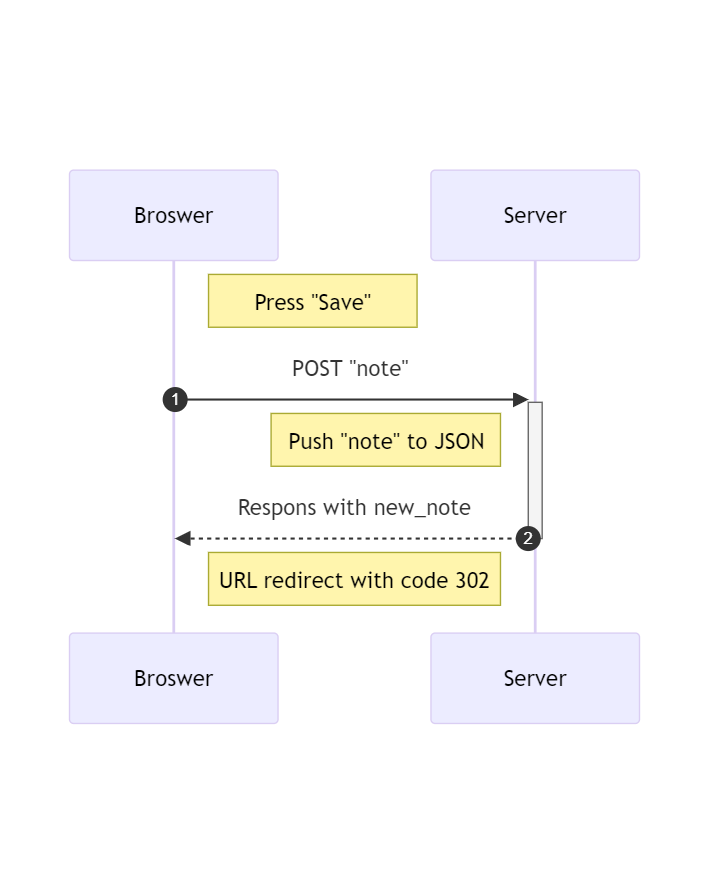 Broswer
Server
Press "Save"
POST "note"
1
Push "note" to JSON
Respons with new_note
2
URL redirect with code 302
Broswer
Server